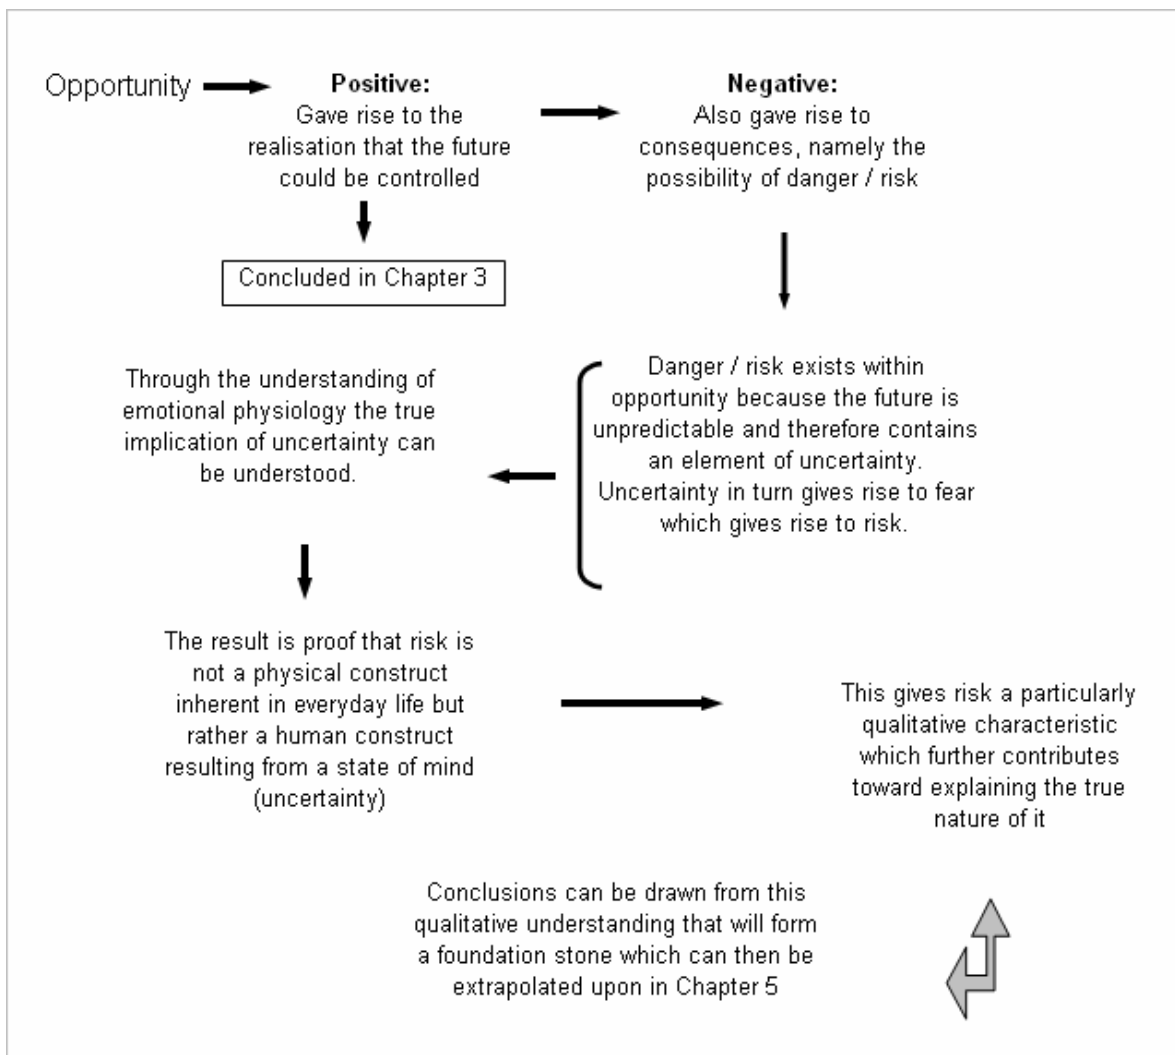 Opportunity
Positive:
Gave rise to the
realisation that the future
could be controlled
Negative:
Also gave rise to
consequences, namely the
possibility of danger / risk
Concluded in Chapter 3
Danger / risk exists within
opportunity because the future is
unpredictable and therefore contains
an element of uncertainty.
Uncertainty in turn gives rise to fear
which gives rise to risk.
Through the understanding of
emotional physiology the true
implication of uncertainty can
be understood.
The result is proof that risk is
not a physical construct
inherent in everyday life but
rather a human construct
resulting from a state of mind
(uncertainty)
This gives risk a particularly
qualitative characteristic
which further contributes
toward explaining the true
nature of it
Conclusions can be drawn from this
qualitative understanding that will form
a foundation stone which can then be
extrapolated upon in Chapter 5